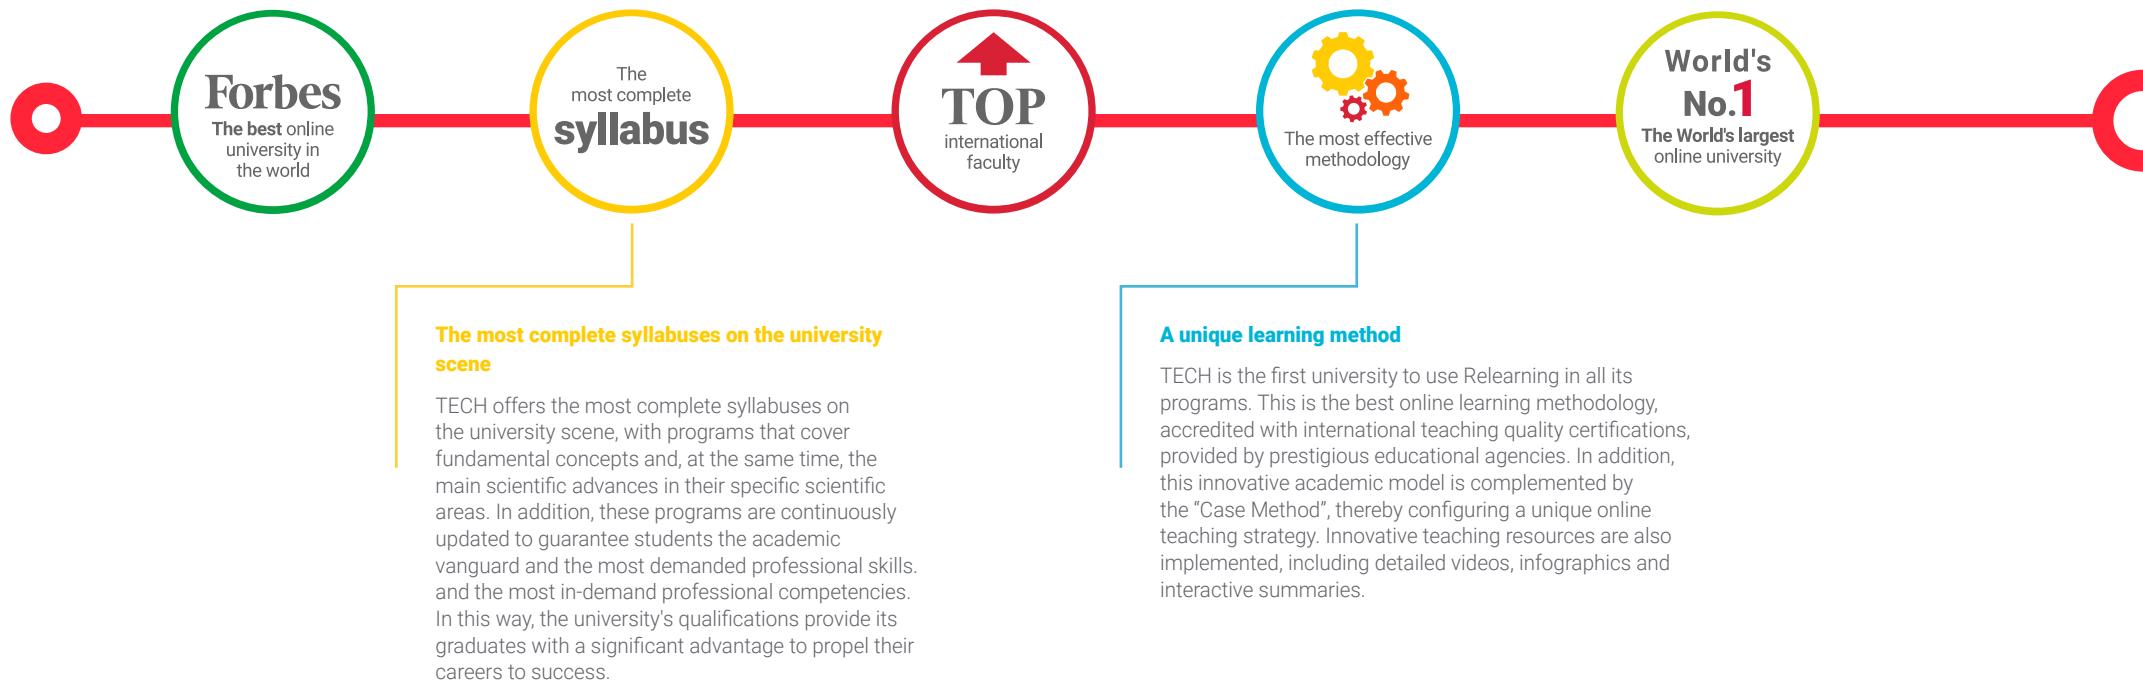 Forbes
The best online
university in
the world
The
most complete
syllabus
TOP
international
faculty
The most effective
methodology
World's
No.1
The World's largest
online university
The most complete syllabuses on the university
scene
TECH offers the most complete syllabuses on
the university scene, with programs that cover
fundamental concepts and, at the same time, the
main scientific advances in their specific scientific
areas. In addition, these programs are continuously
updated to guarantee students the academic
vanguard and the most demanded professional skills.
and the most in-demand professional competencies.
In this way, the university's qualifications provide its
graduates with a significant advantage to propel their
careers to success.
A unique learning method
TECH is the first university to use Relearning in all its
programs. This is the best online learning methodology,
accredited with international teaching quality certifications,
provided by prestigious educational agencies. In addition,
this innovative academic model is complemented by
the “Case Method”, thereby configuring a unique online
teaching strategy. Innovative teaching resources are also
implemented, including detailed videos, infographics and
interactive summaries.